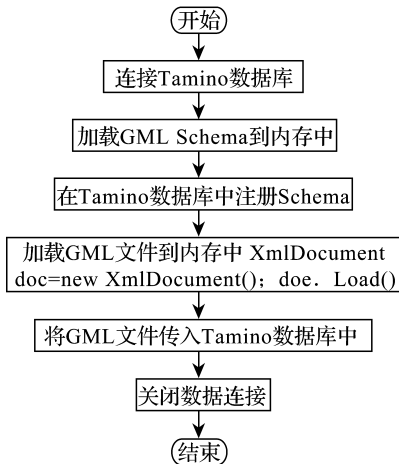 开始
连接Tamino数据库
加载GML Schema到内存中
在Tamino数据库中注册Schema
加载GML文件到内存中 XmlDocument
doc=new XmlDocument()；doe．Load()
将GML文件传入Tamino数据库中
关闭数据连接
结束